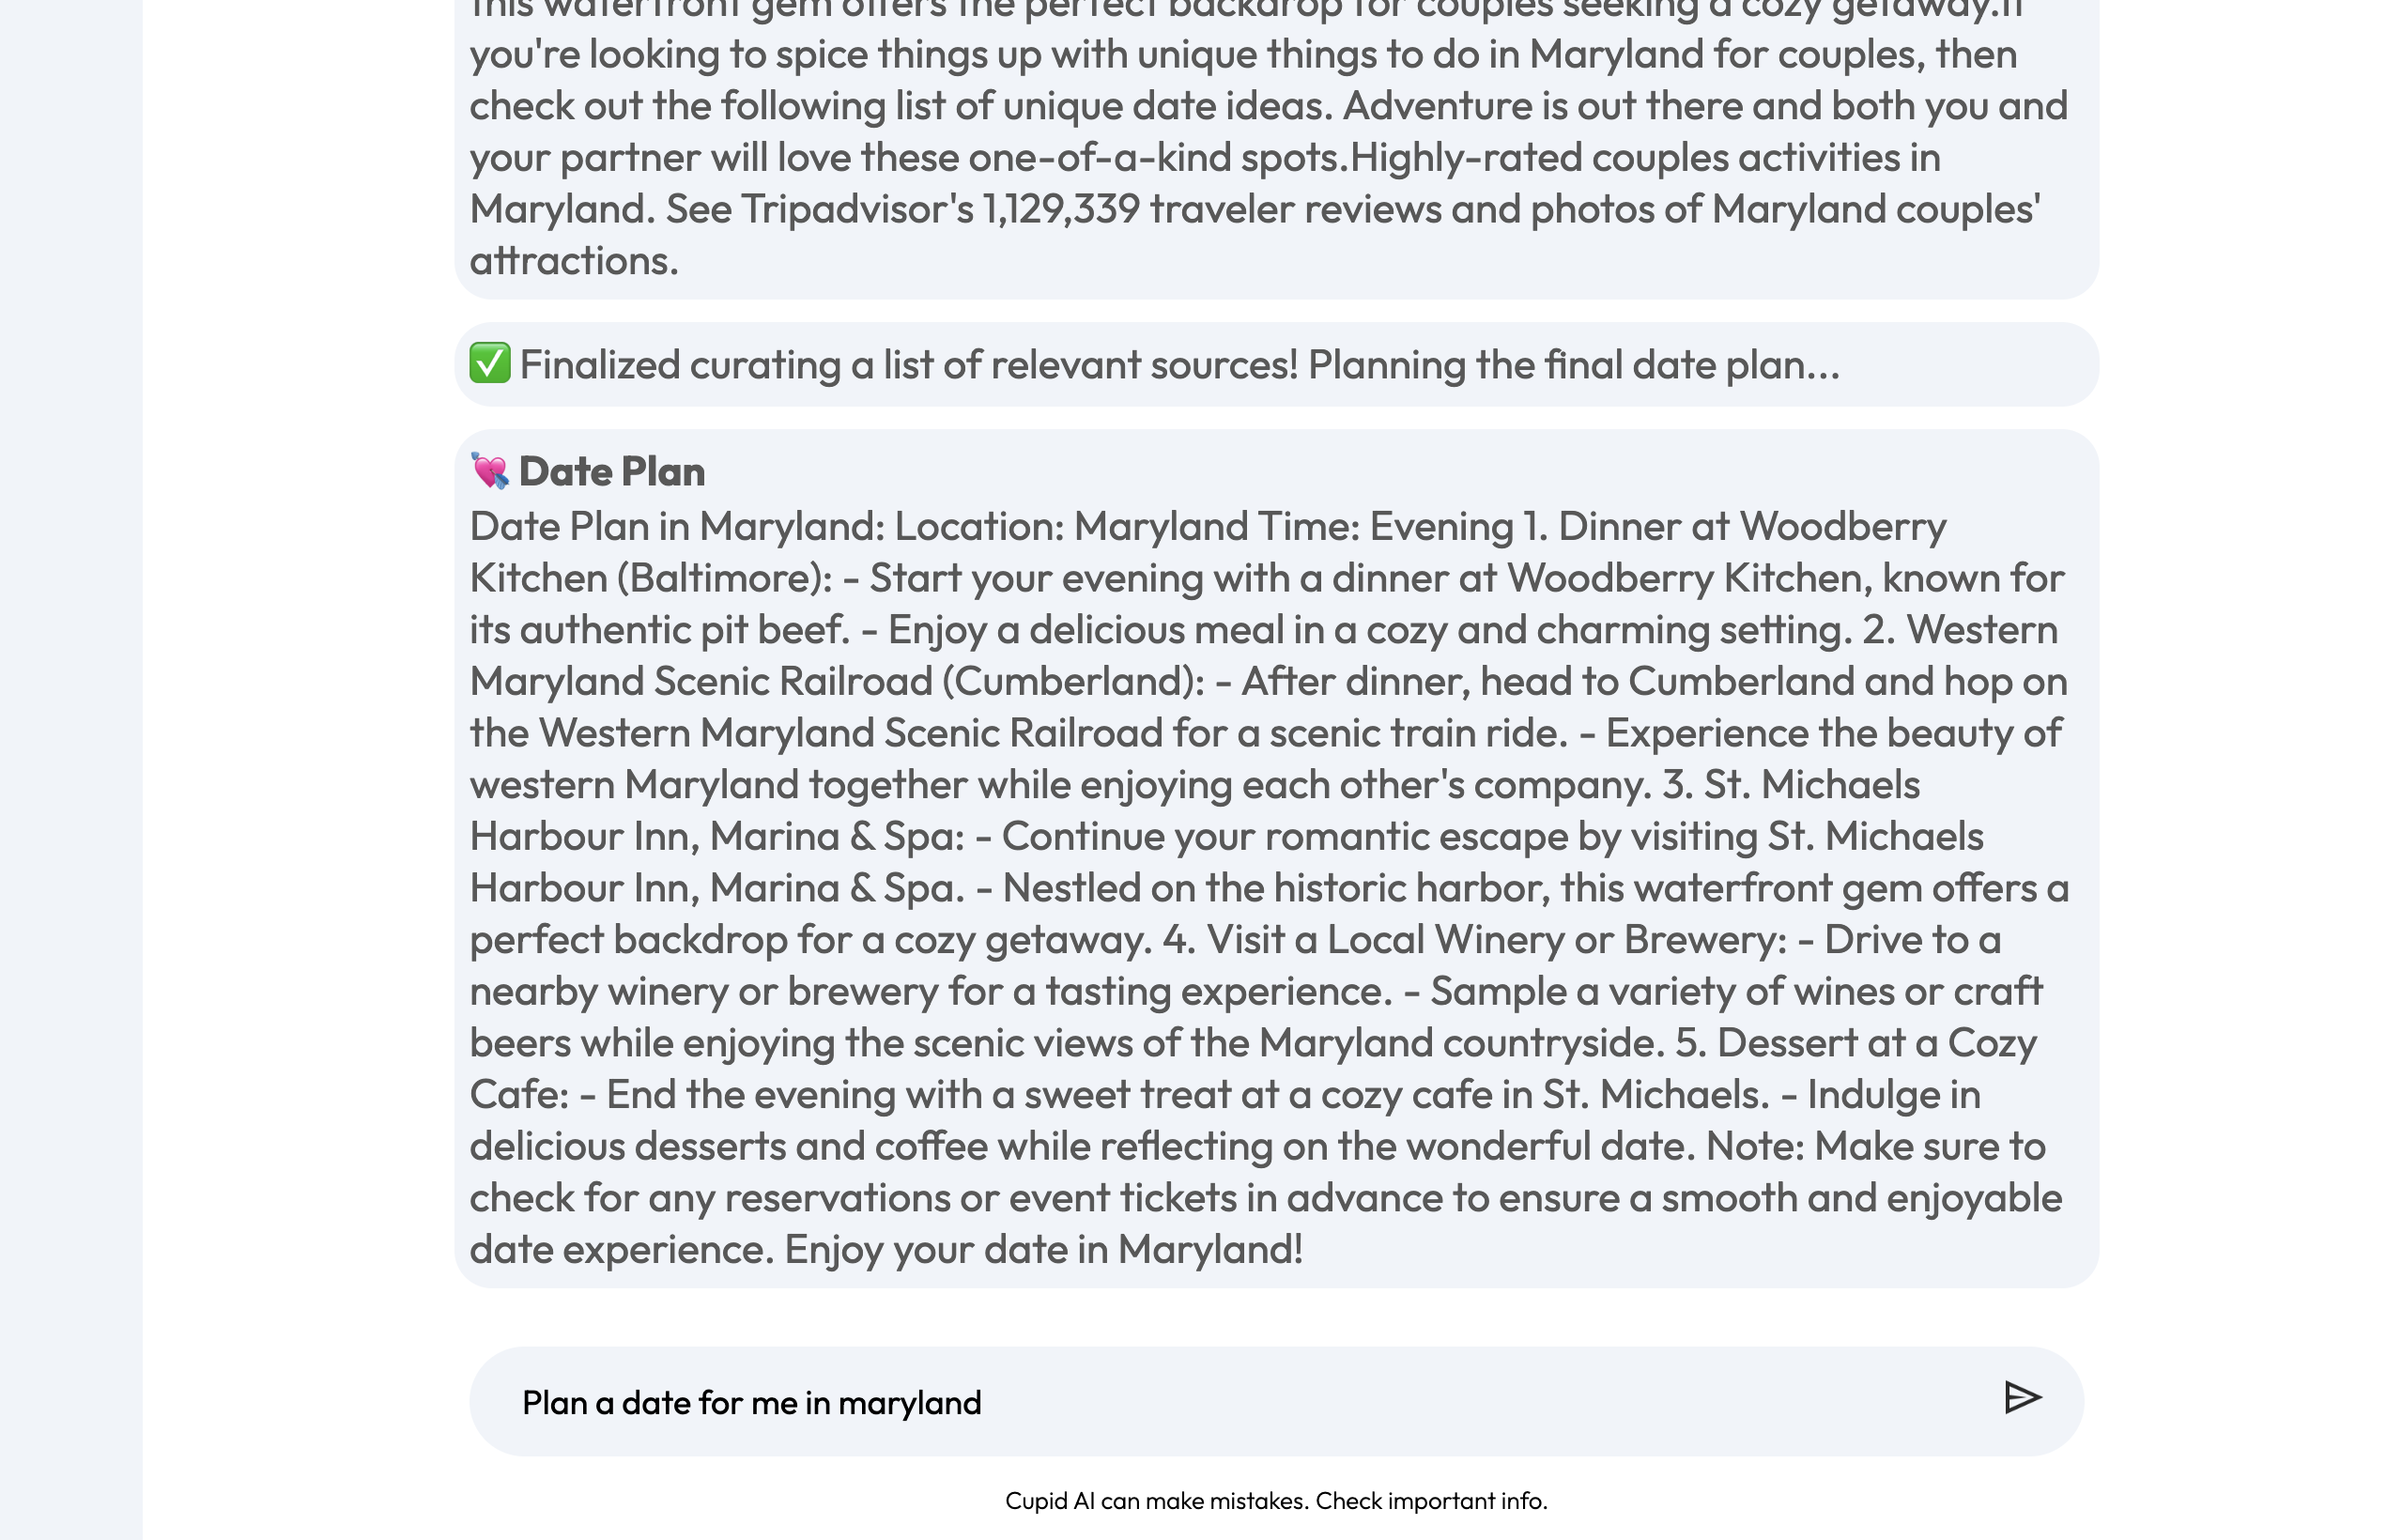 this waterfront gem offers the perfect backdrop for couples seeking a cozy getaway.If
you're looking to spice things up with unique things to do in Maryland for couples, then
check out the following list of unique date ideas. Adventure is out there and both you and
your partner will love these one-of-a-kind spots.Highly-rated couples activities in
Maryland. See Tripadvisor's 1,129,339 traveler reviews and photos of Maryland couples'
attractions.
✅ Finalized curating a list of relevant sources! Planning the final date plan...
💘 Date Plan
Date Plan in Maryland: Location: Maryland Time: Evening 1. Dinner at Woodberry
Kitchen (Baltimore): - Start your evening with a dinner at Woodberry Kitchen, known for
its authentic pit beef. - Enjoy a delicious meal in a cozy and charming setting. 2. Western
Maryland Scenic Railroad (Cumberland): - After dinner, head to Cumberland and hop on
the Western Maryland Scenic Railroad for a scenic train ride. - Experience the beauty of
western Maryland together while enjoying each other's company. 3. St. Michaels
Harbour Inn, Marina & Spa: - Continue your romantic escape by visiting St. Michaels
Harbour Inn, Marina & Spa. - Nestled on the historic harbor, this waterfront gem offers a
perfect backdrop for a cozy getaway. 4. Visit a Local Winery or Brewery: - Drive to a
nearby winery or brewery for a tasting experience. - Sample a variety of wines or craft
beers while enjoying the scenic views of the Maryland countryside. 5. Dessert at a Cozy
Cafe: - End the evening with a sweet treat at a cozy cafe in St. Michaels. - Indulge in
delicious desserts and coffee while reflecting on the wonderful date. Note: Make sure to
check for any reservations or event tickets in advance to ensure a smooth and enjoyable
date experience. Enjoy your date in Maryland!
Plan a date for me in maryland
Cupid AI can make mistakes. Check important info.